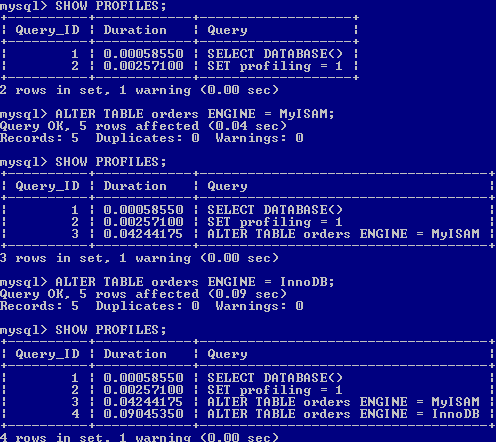 mysql> SHOW PROFILES;
+----------+------------+-------------------+
| Query_ID | Duration   | Query             |
+----------+------------+-------------------+
|        1 | 0.00058550 | SELECT DATABASE() |
|        2 | 0.00257100 | SET profiling = 1 |
+----------+------------+-------------------+
2 rows in set, 1 warning (0.00 sec)
mysql> ALTER TABLE orders ENGINE = MyISAM;
Query OK, 5 rows affected (0.04 sec)
Records: 5  Duplicates: 0  Warnings: 0
mysql> SHOW PROFILES;
+----------+------------+------------------------------------+
| Query_ID | Duration   | Query                              |
+----------+------------+------------------------------------+
|        1 | 0.00058550 | SELECT DATABASE()                  |
|        2 | 0.00257100 | SET profiling = 1                  |
|        3 | 0.04244175 | ALTER TABLE orders ENGINE = MyISAM |
+----------+------------+------------------------------------+
3 rows in set, 1 warning (0.00 sec)
mysql> ALTER TABLE orders ENGINE = InnoDB;
Query OK, 5 rows affected (0.09 sec)
Records: 5  Duplicates: 0  Warnings: 0
mysql> SHOW PROFILES;
+----------+------------+------------------------------------+
| Query_ID | Duration   | Query                              |
+----------+------------+------------------------------------+
|        1 | 0.00058550 | SELECT DATABASE()                  |
|        2 | 0.00257100 | SET profiling = 1                  |
|        3 | 0.04244175 | ALTER TABLE orders ENGINE = MyISAM |
|        4 | 0.09045350 | ALTER TABLE orders ENGINE = InnoDB |
+----------+------------+------------------------------------+
4 rows in set, 1 warning (0.00 sec)